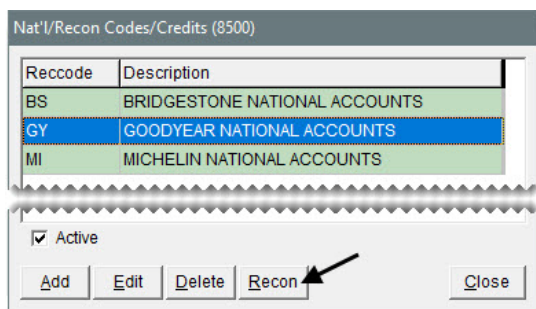 Nat'l/Recon Codes/Credits (8500)
Reccode Description
BS BRIDGESTONE NATIONAL ACCOUNTS
GY GOODYEAR NATIONAL ACCOUNTS
MI MICHELIN NATIONAL ACCOUNTS
Active
Add Edit Delete Recon Close